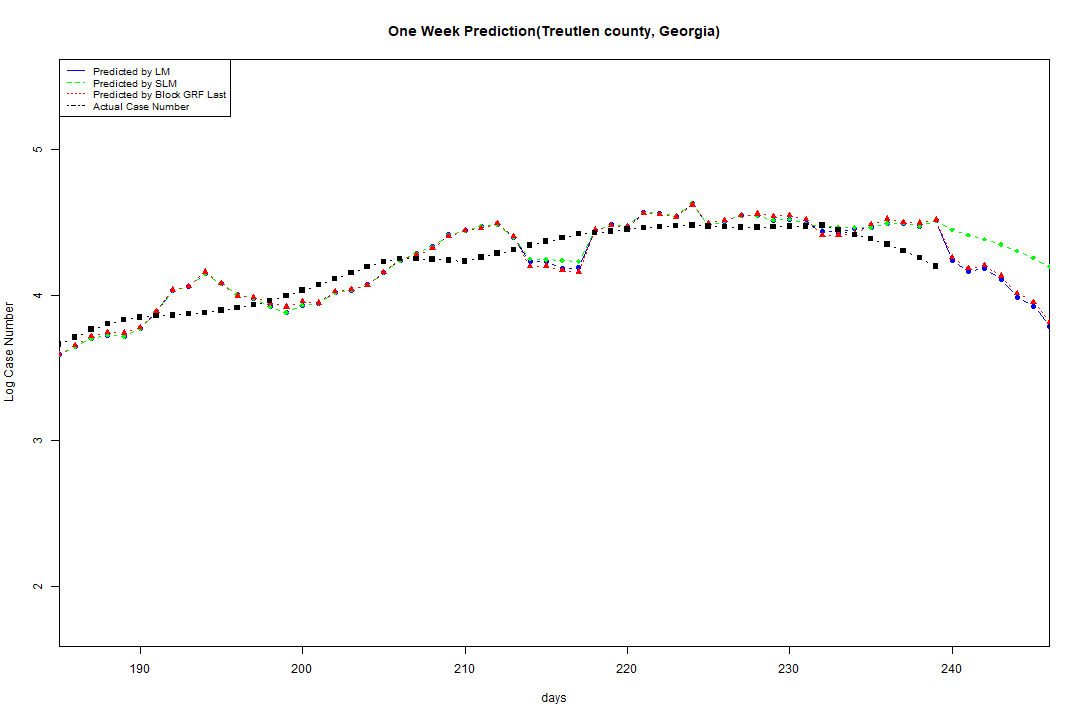 One Week Prediction(Treutlen county, Georgia)
Predicted by LM
Predicted by SLM
Predicted by Block GRF Last
Actual Case Number
5
4
3
2
Log Case Number
190 200 210 220 230 240
days